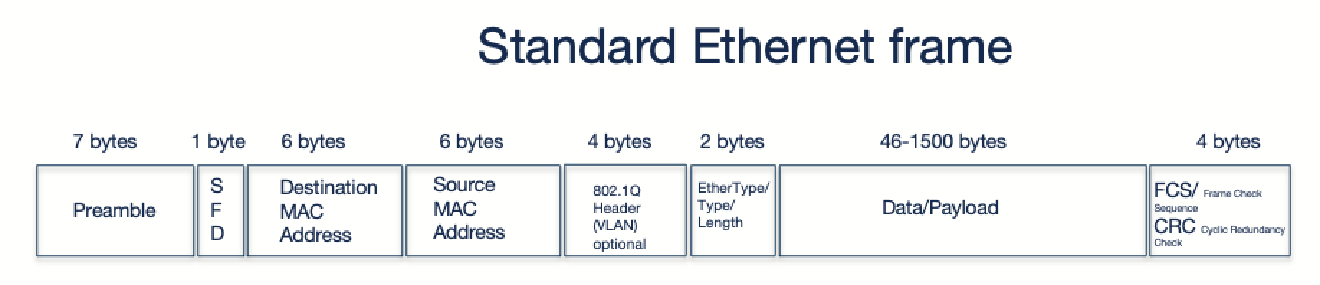 Standard Ethernet frame
7 bytes
1 byte
6 bytes
6 bytes
4 bytes
2 bytes
46-1500 bytes
4 bytes
Preamble
S
F
D
Destination
MAC
Address
Source
MAC
Address
802.1Q
Header
(VLAN)
optional
EtherType/
Type/
Length
Data/Payload
FCS/ Frame Check
Sequence
CRC Cyclic Redundancy
Check